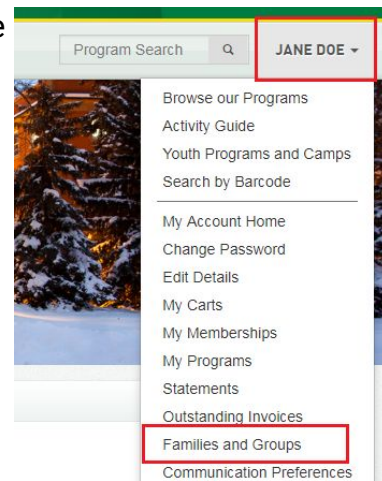 e
Program Search
JANE DOE
Browse our Programs
Activity Guide
Youth Programs and Camps
Search by Barcode
My Account Home
Change Password
Edit Details
My Carts
My Memberships
My Programs
Statements
Outstanding Invoices
Families and Groups
Communication Preferences